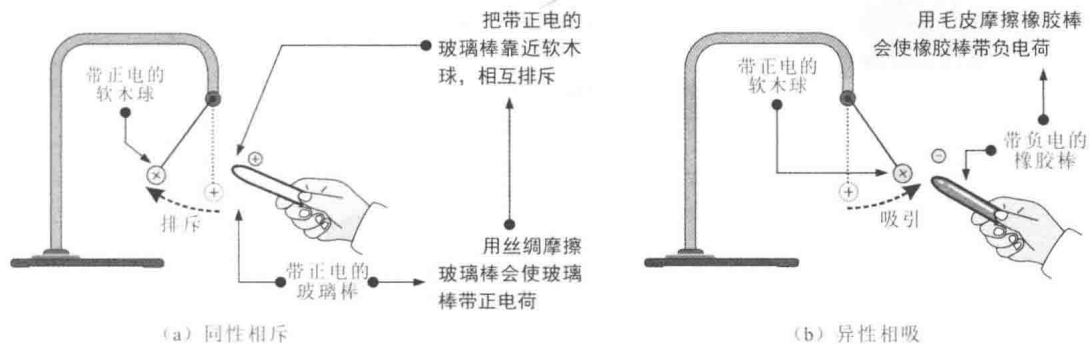 把带正电的
玻璃棒靠近软木
球，相互排斥
带正电的
软木球
排斥
带正电的
玻璃棒
用丝绸摩擦
玻璃棒会使玻璃
棒带正电荷
（a）同性相斥
用毛皮摩擦橡胶棒
会使橡胶棒带负电荷
带正电的
软木球
带负电的
橡胶棒
吸引
（b）异性相吸